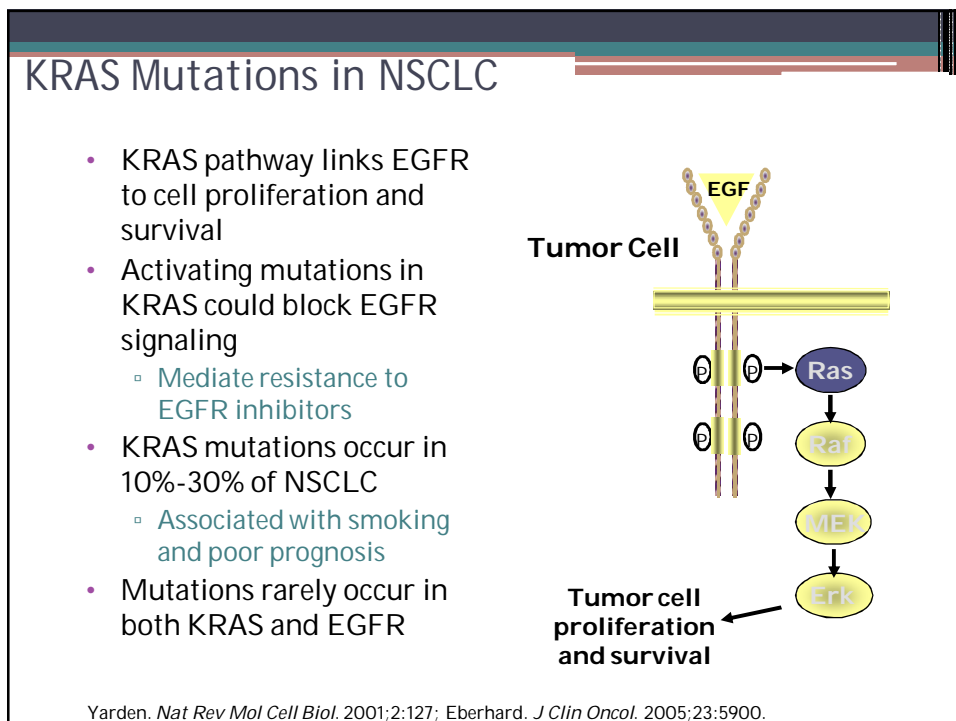 KRAS Mutations in NSCLC
• KRAS pathway links EGFR
to cell proliferation and
survival
• Activating mutations in
KRAS could block EGFR
signaling
▫ Mediate resistance to
EGFR inhibitors
• KRAS mutations occur in
10%-30% of NSCLC
▫ Associated with smoking
and poor prognosis
• Mutations rarely occur in
both KRAS and EGFR
EGF
Tumor Cell
P P Ras
P P Raf
MEK
Erk
Tumor cell
proliferation
and survival
Yarden. Nat Rev Mol Cell Biol. 2001;2:127; Eberhard. J Clin Oncol. 2005;23:5900.